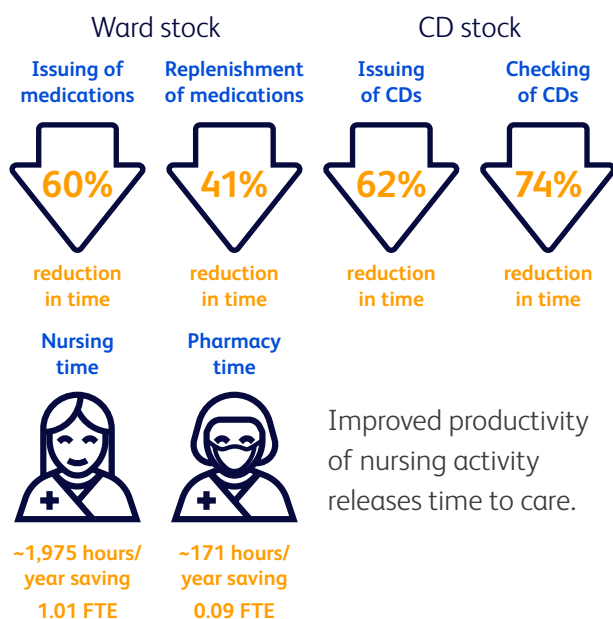 Ward stock
CD stock
Issuing of
medications
Replenishment
of medications
Issuing
of CDs
Checking
of CDs
60%
41%
62%
74%
reduction
in time
reduction
in time
reduction
in time
reduction
in time
Nursing
time
Pharmacy
time
Improved productivity
of nursing activity
releases time to care.
~1,975 hours/
year saving
1.01 FTE
~171 hours/
year saving
0.09 FTE